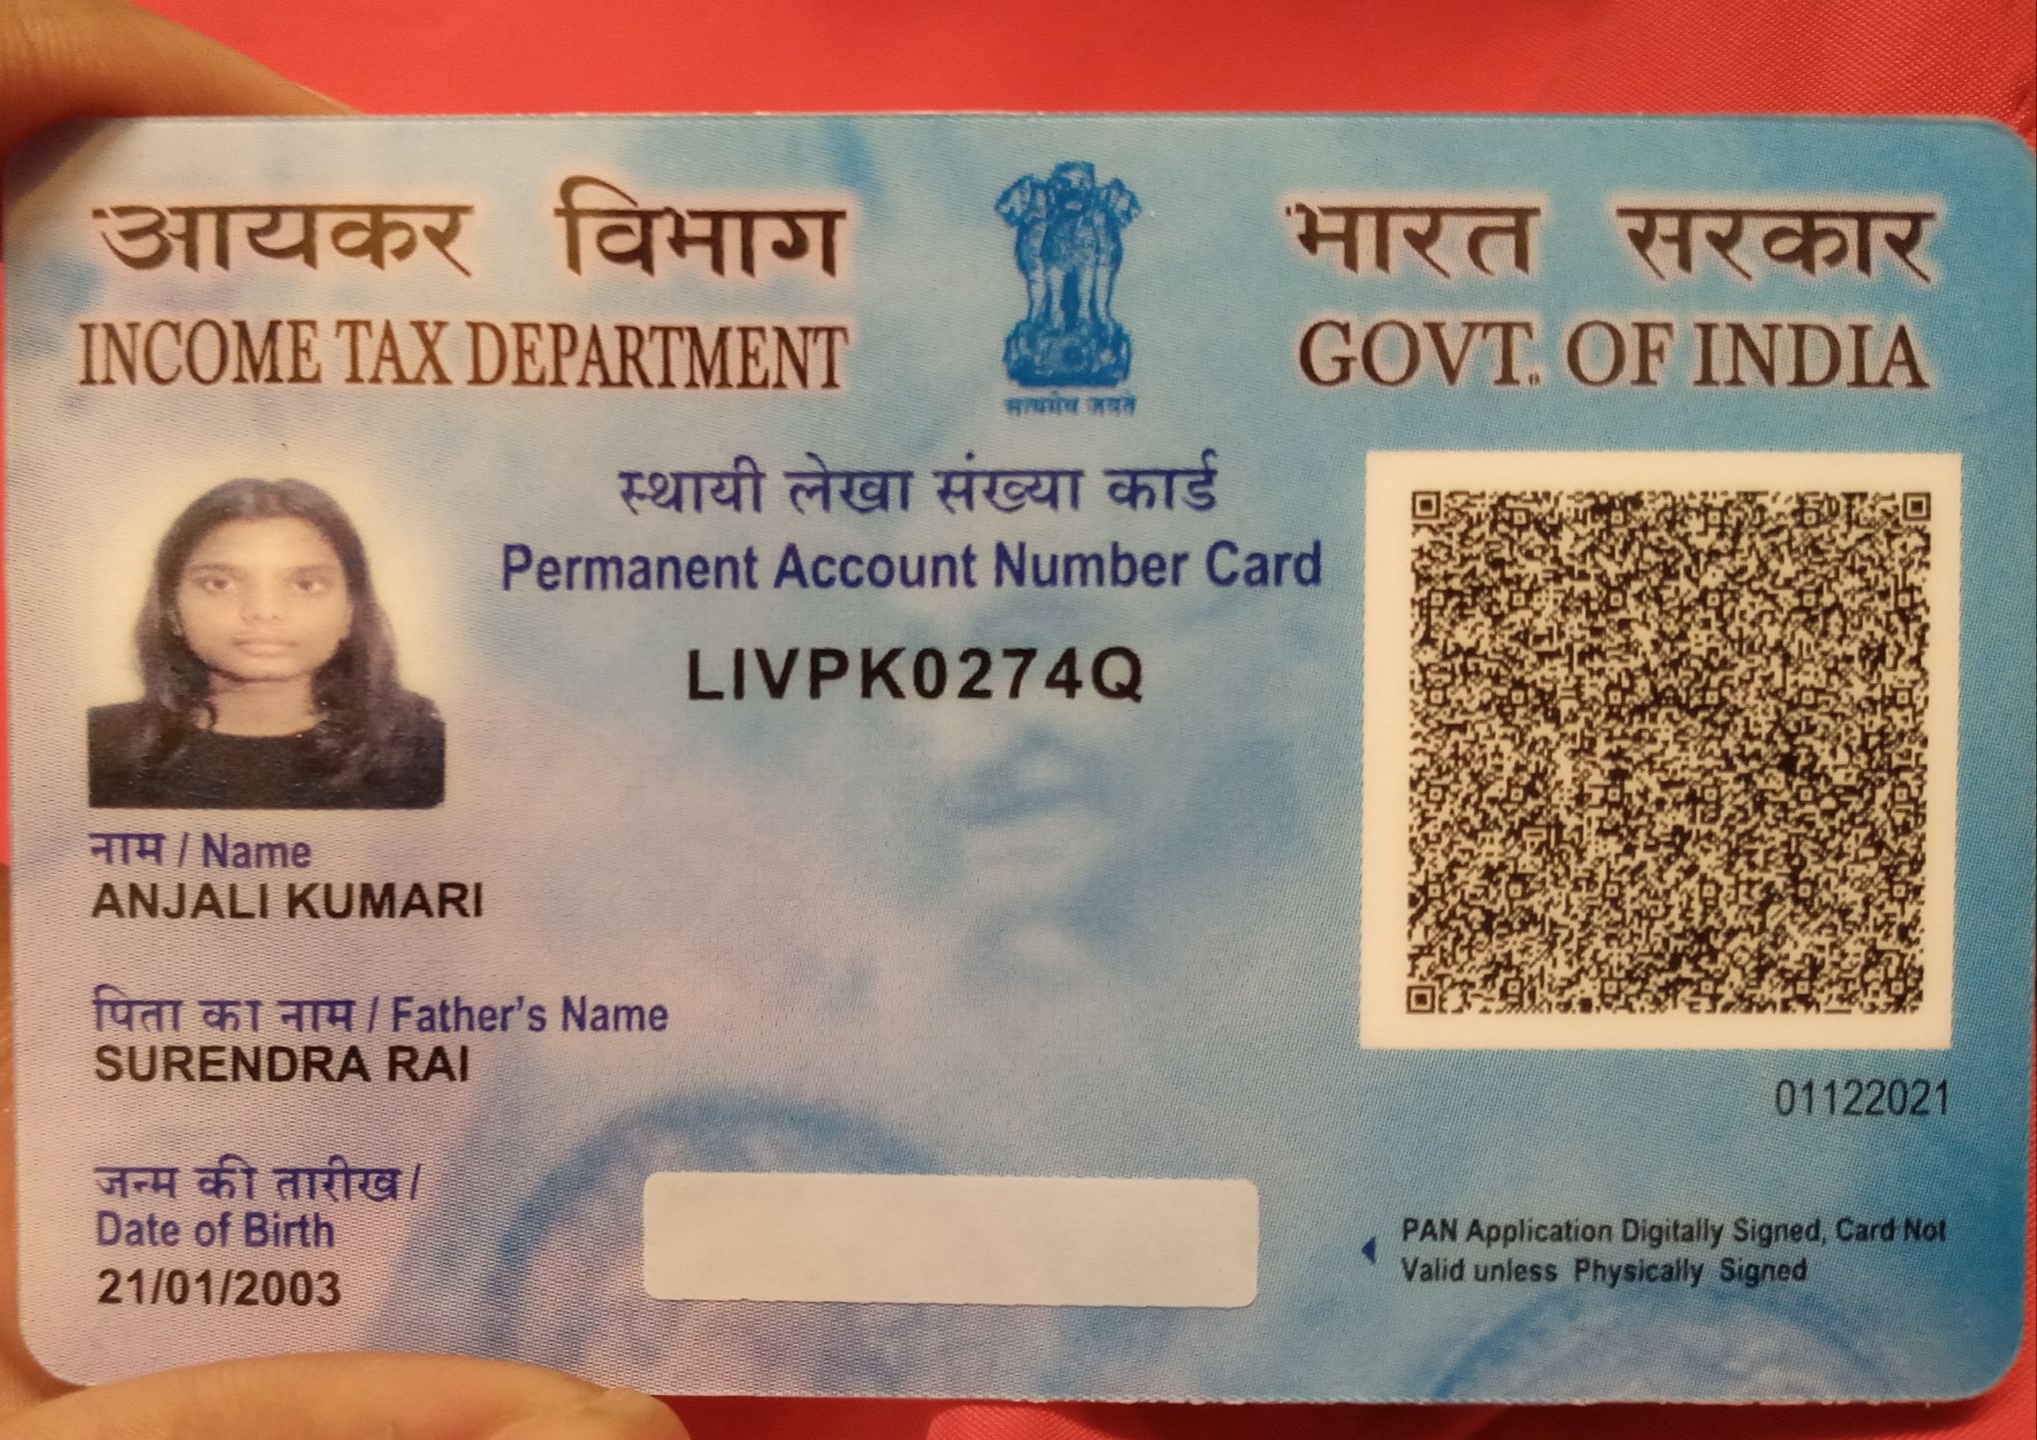 आयकर विभाग
INCOME TAX DEPARTMENT
सत्यमेव जयते
भारत सरकार
GOVT. OF INDIA
स्थायी लेखा संख्या कार्ड
Permanent Account Number Card
LIVPK0274Q
नाम / Name
ANJALI KUMARI
पिता का नाम / Father's Name
SURENDRA RAI
जन्म की तारीख /
Date of Birth
21/01/2003
01122021
PAN Application Digitally Signed, Card Not
Valid unless Physically Signed